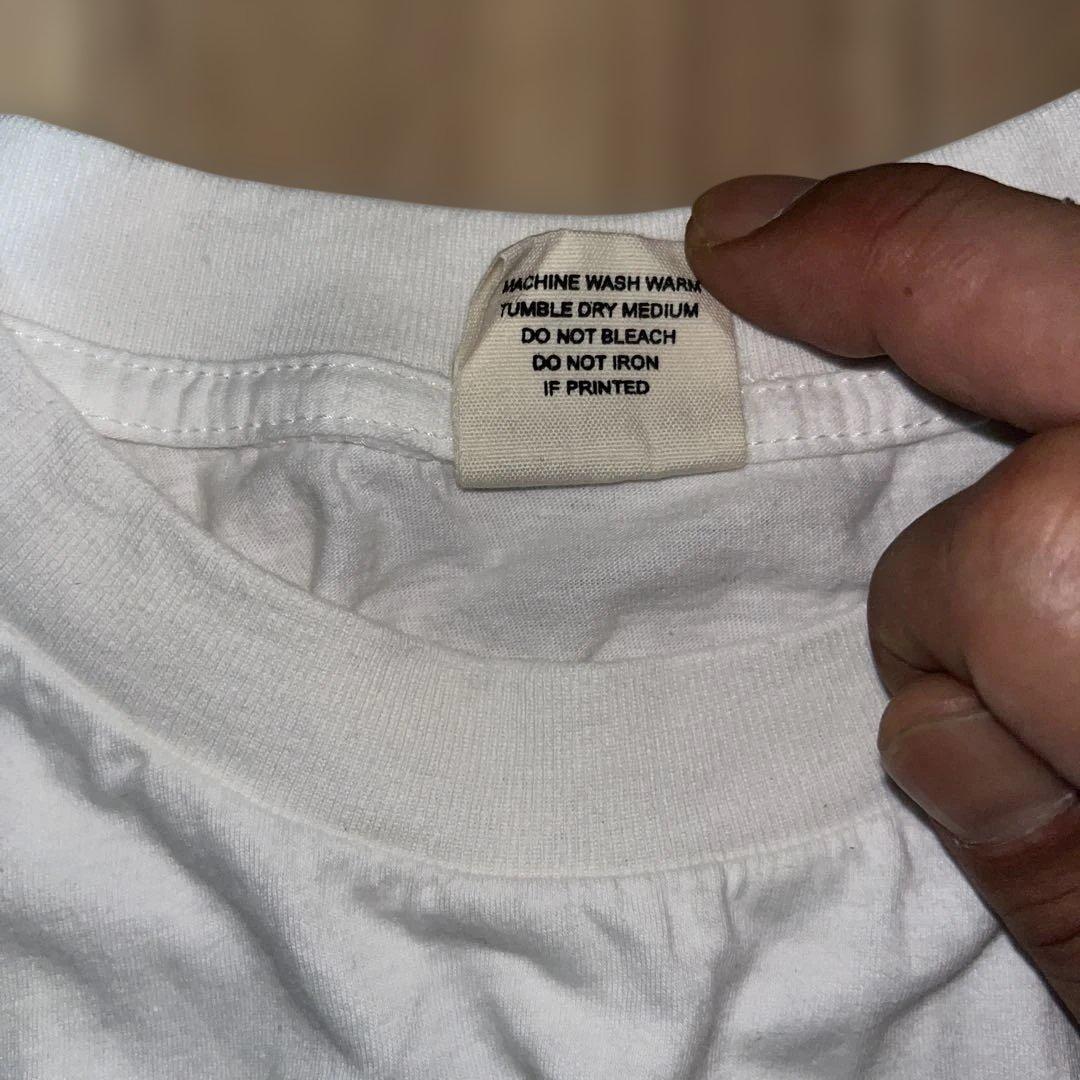 MACHINE WASH WARM
TUMBLE DRY MEDIUM
DO NOT BLEACH
DO NOT IRON
IF PRINTED